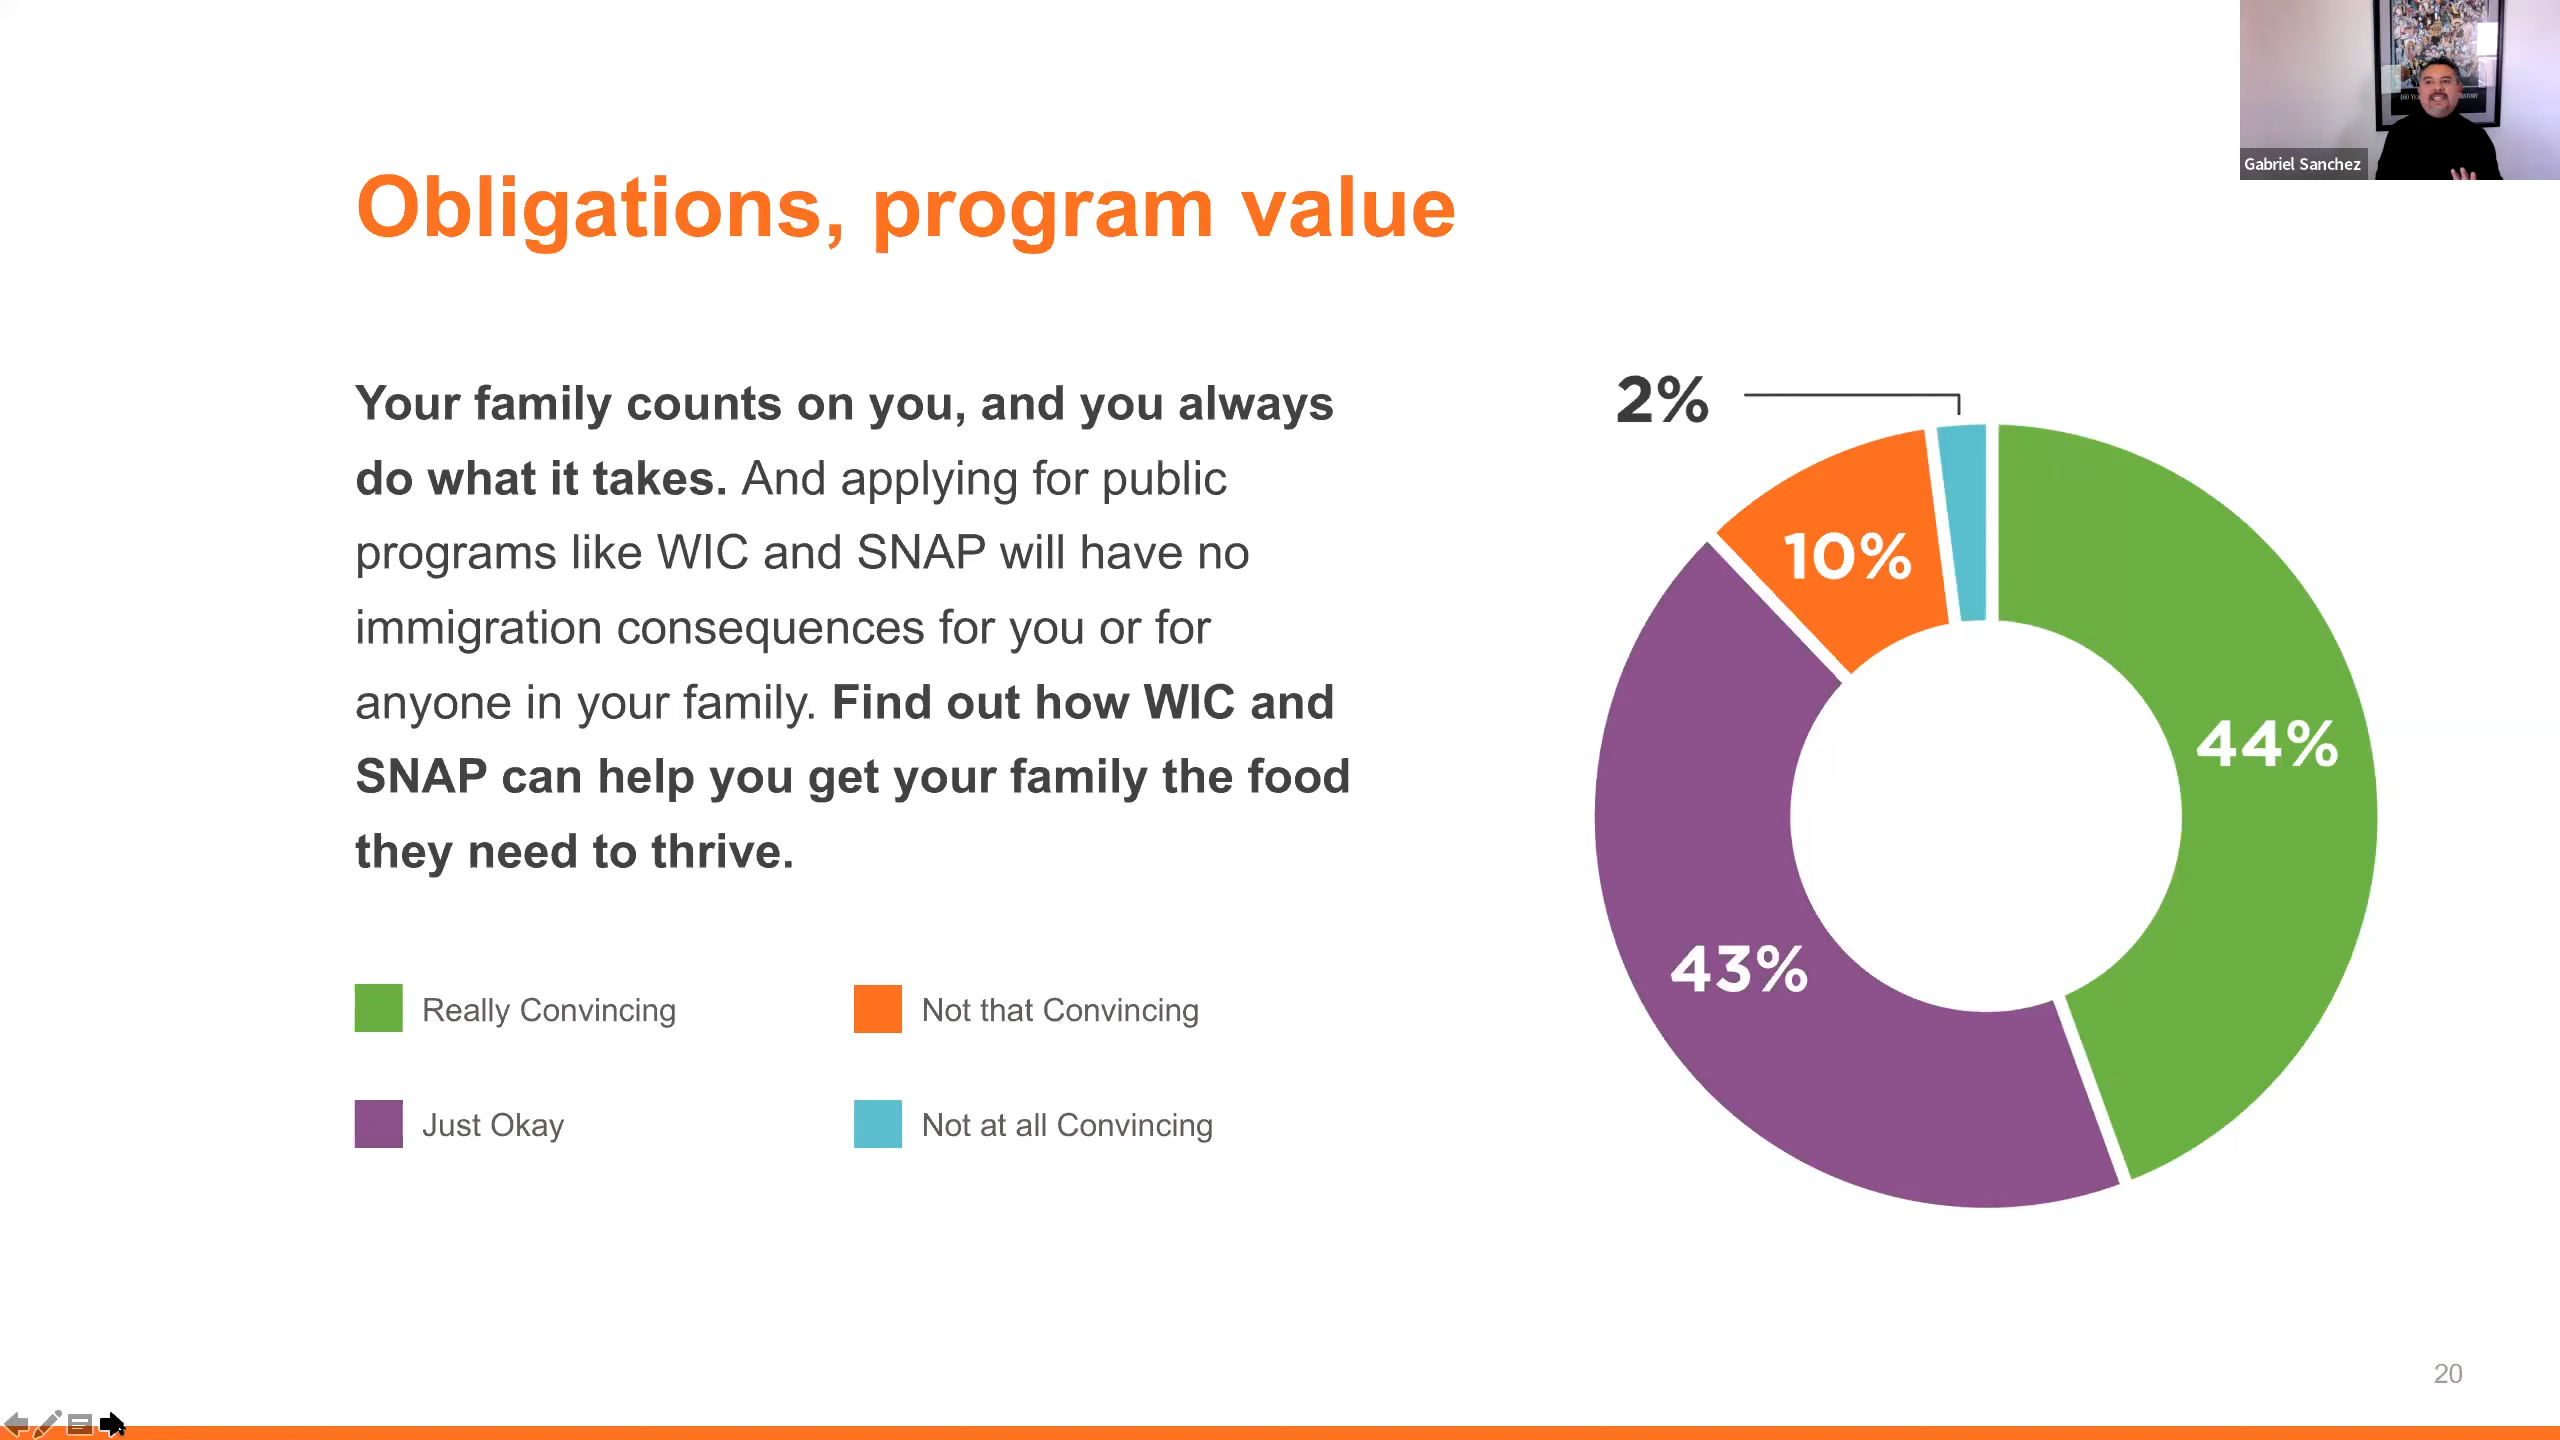 Gabriel Sanchez
Obligations, program value
Your family counts on you, and you always
do what it takes. And applying for public
programs like WIC and SNAP will have no
immigration consequences for you or for
anyone in your family. Find out how WIC and
SNAP can help you get your family the food
they need to thrive.
Really Convincing
Not that Convincing
Just Okay
Not at all Convincing
2%
10%
44%
43%
20